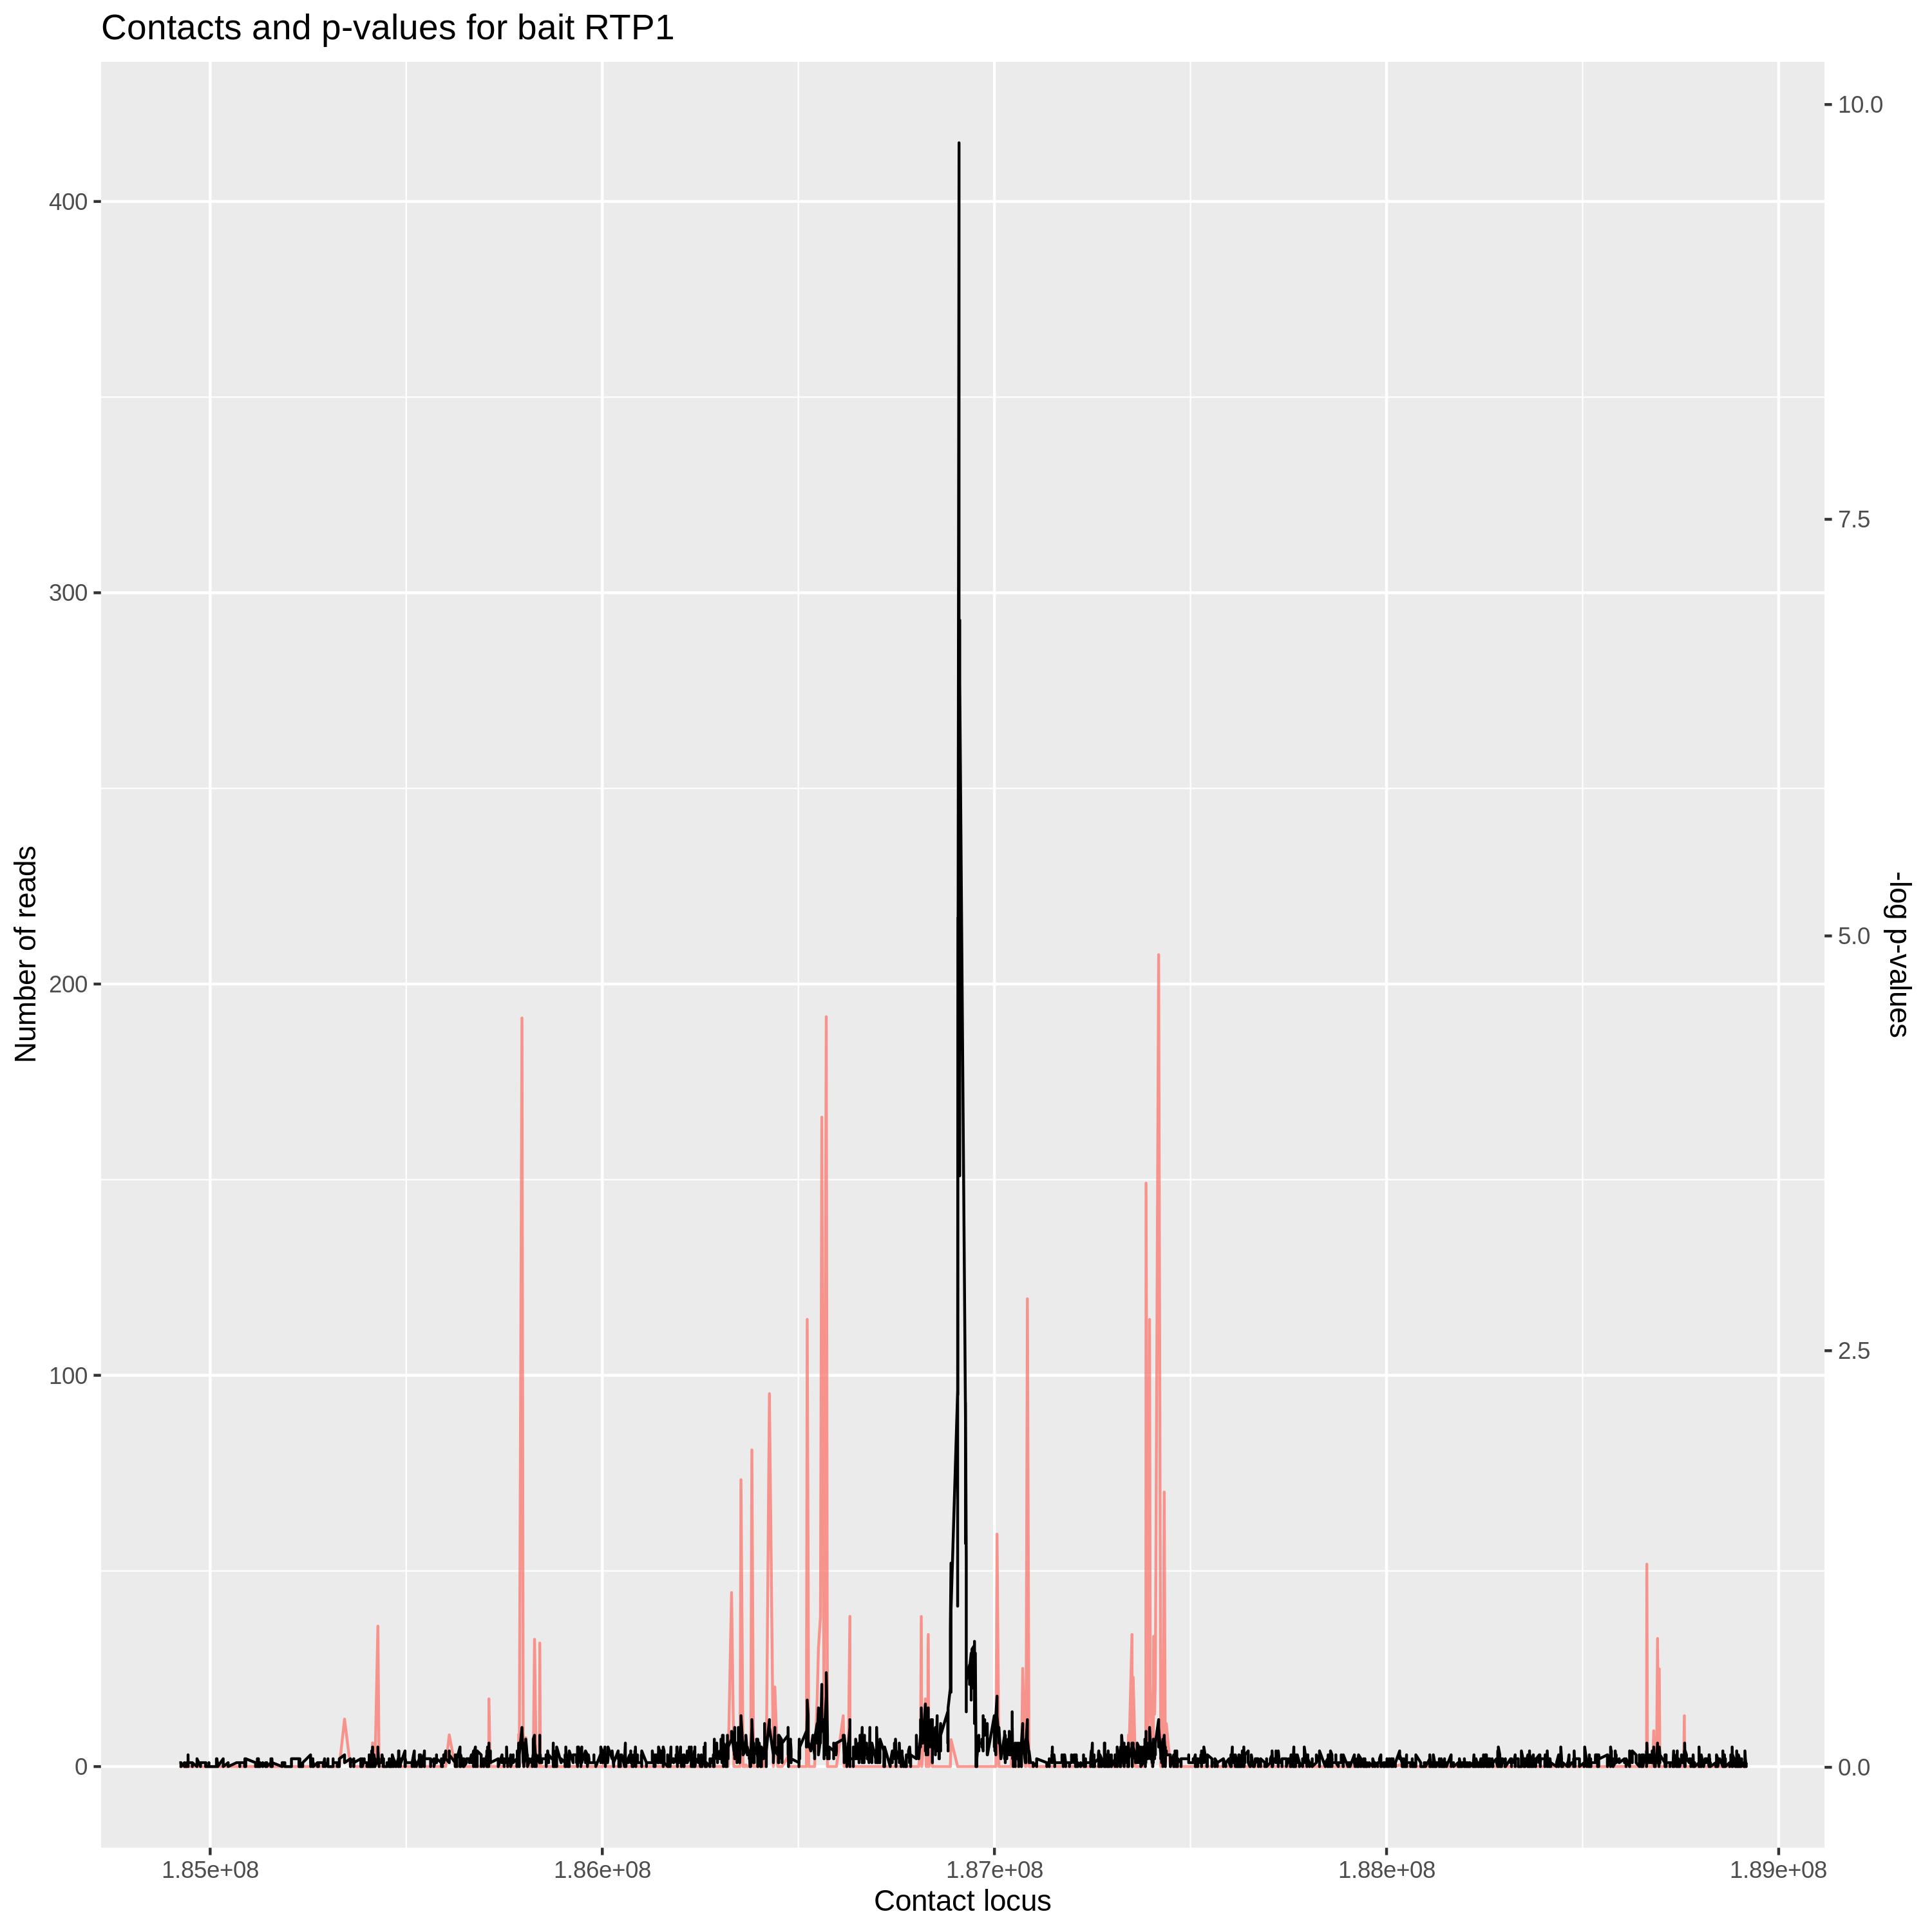 Contacts and p-values for bait RTP1
10.0
400
7.5
300
5.0
Number of reads
-log p-values
200
2.5
100
0
0.0
1.85e+08
1.86e+08
1.87e+08
1.88e+08
1.89e+08
Contact locus